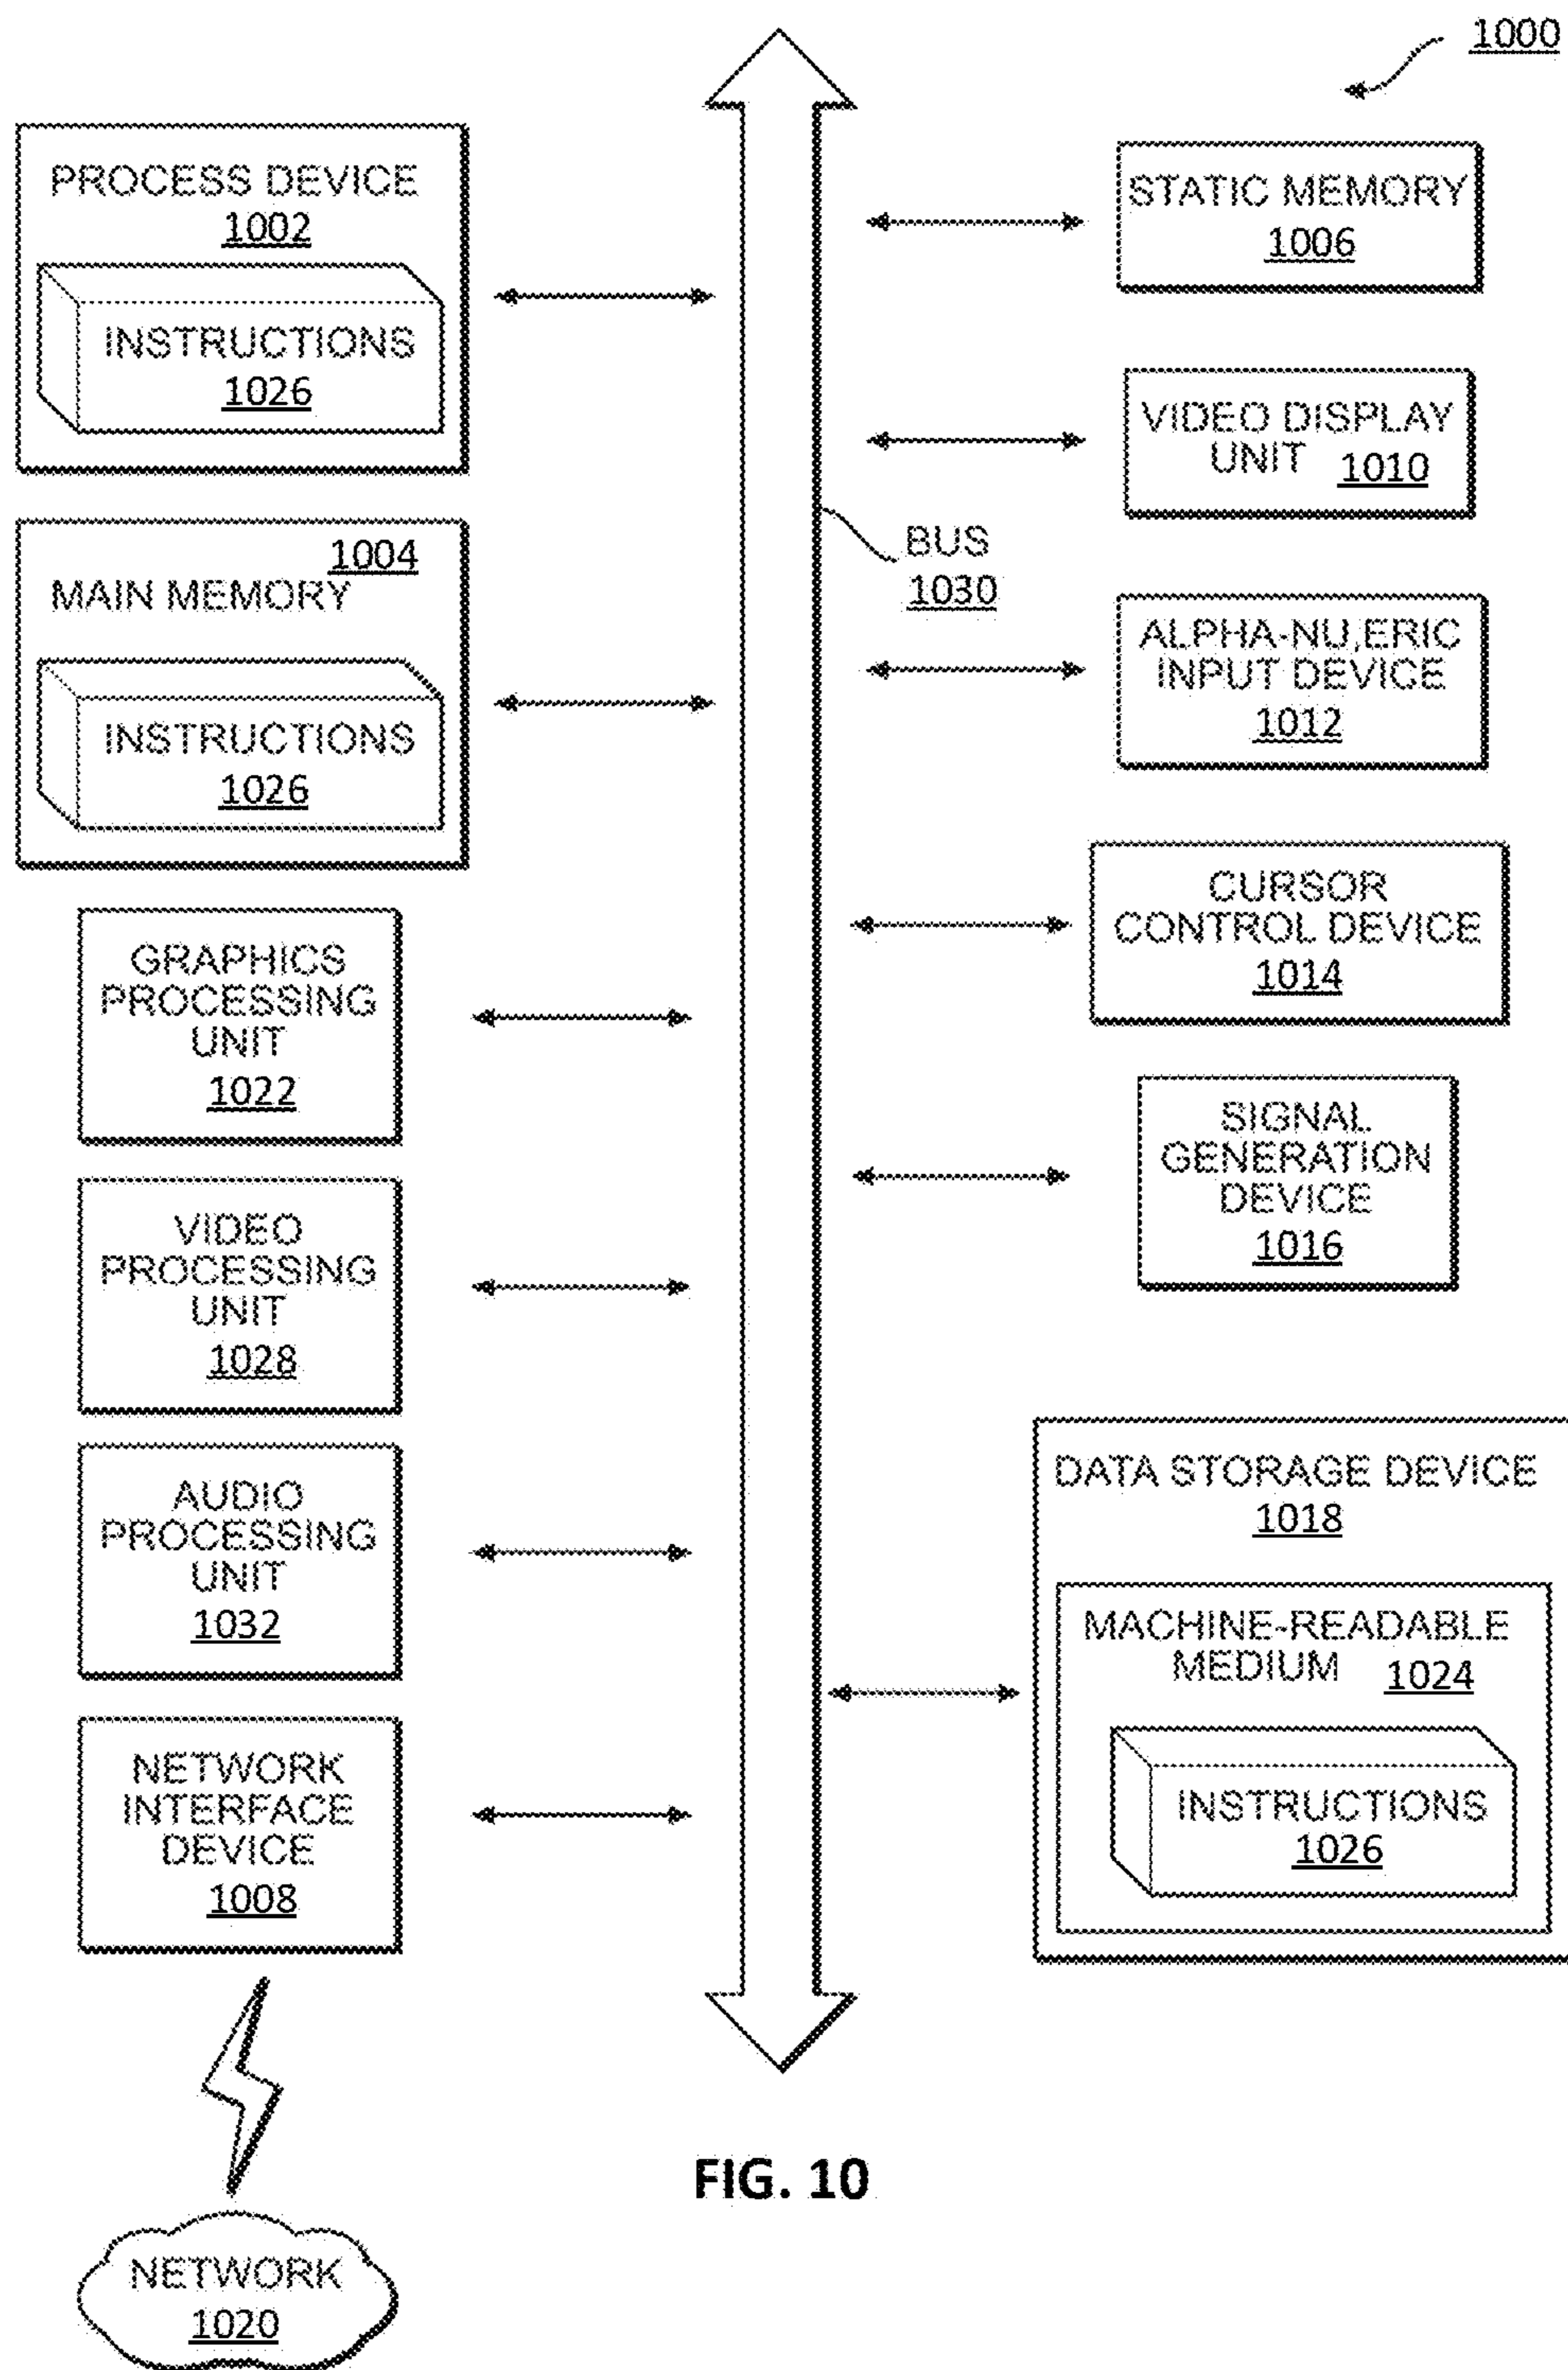 1000
PROCESS DEVICE
1002
INSTRUCTIONS
1026
1004
MAIN MEMORY
INSTRUCTIONS
1026
GRAPHICS
PROCESSING
UNIT
1022
VIDEO
PROCESSING
UNIT
1028
AUDIO
PROCESSING
UNIT
1032
NETWORK
INTERFACE
DEVICE
1008
NETWORK
1020
BUS
1030
STATIC MEMORY
1006
VIDEO DISPLAY
UNIT 1010
ALPHA-NU,ERIC
INPUT DEVICE
1012
CURSOR
CONTROL DEVICE
1014
SIGNAL
GENERATION
DEVICE
1016
DATA STORAGE DEVICE
1018
MACHINE-READABLE
MEDIUM 1024
INSTRUCTIONS
1026
FIG. 10